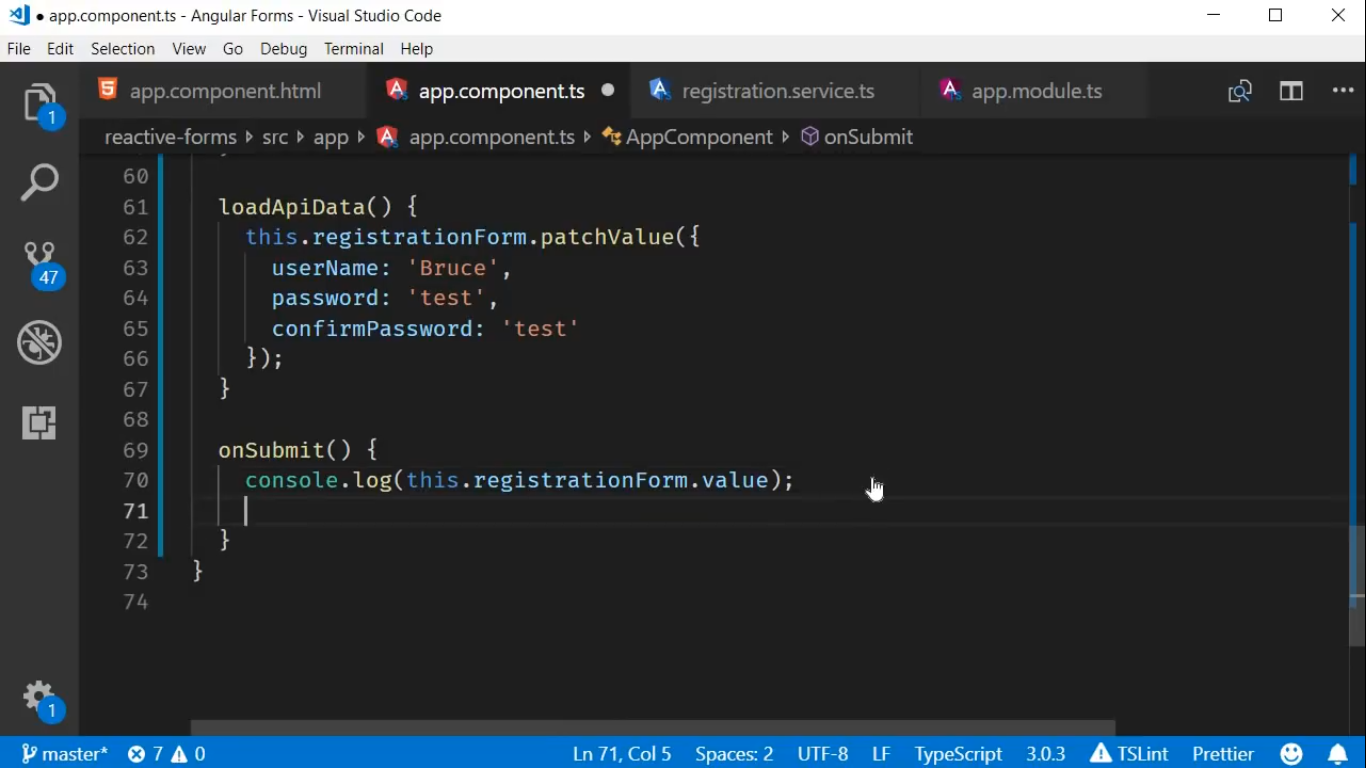 ● app.component.ts - Angular Forms - Visual Studio Code
File Edit Selection View Go Debug Terminal Help
1
app.component.html app.component.ts ● registration.service.ts app.module.ts
reactive-forms src app app.component.ts AppComponent onSubmit
60
61 loadApiData() {
62 this.registrationForm.patchValue({
63 userName: 'Bruce',
64 password: 'test',
47
65 confirmPassword: 'test'
66 });
67 }
68
69 onSubmit() {
70 console.log(this.registrationForm.value);
71
72 }
73 }
74
1
master* 7 0 Ln 71, Col 5 Spaces: 2 UTF-8 LF TypeScript 3.0.3 TSLint Prettier